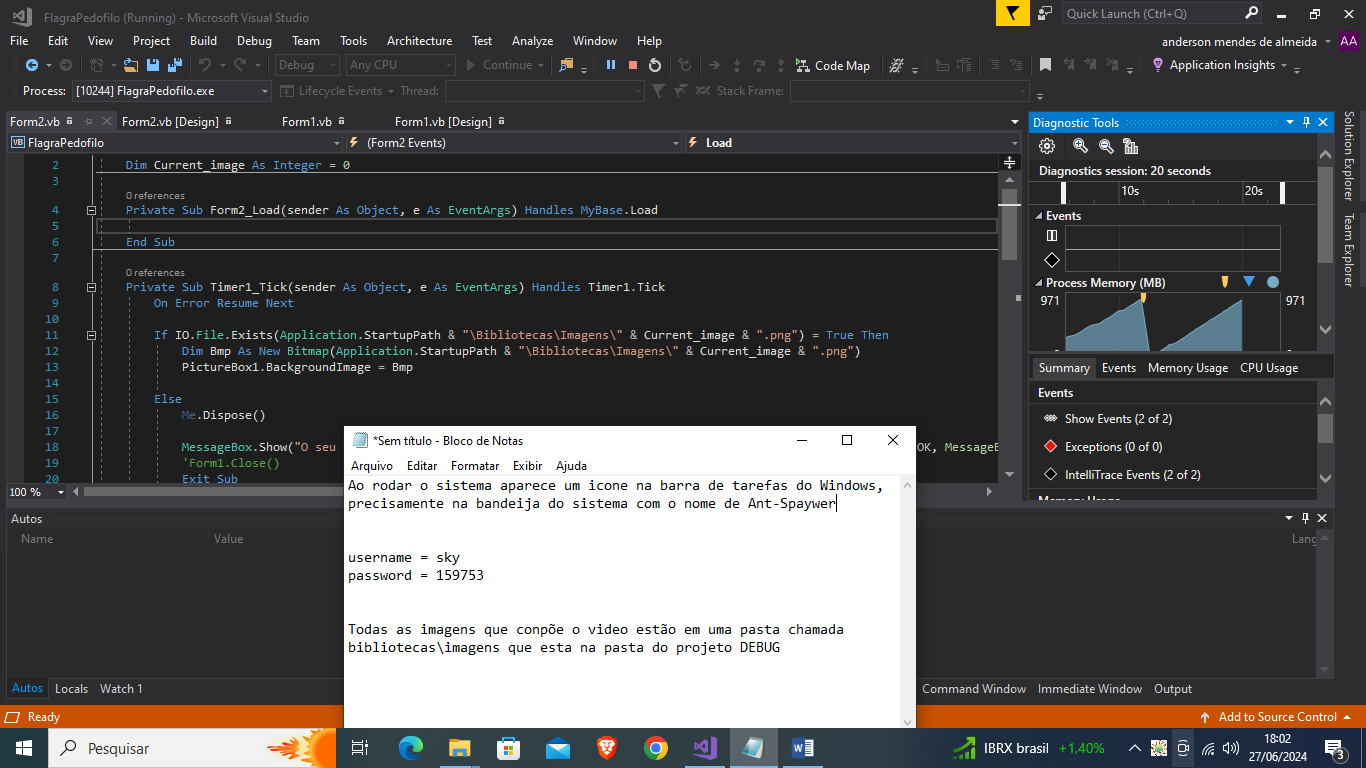 FlagraPedofilo (Running) - Microsoft Visual Studio
Quick Launch (Ctrl+Q)
File Edit View Project Build Debug Team Tools Architecture Test Analyze Window Help
anderson mendes de almeida AA
Debug Any CPU Continue Code Map Application Insights
Process: [10244] FlagraPedofilo.exe Lifecycle Events Thread: Stack Frame:
Form2.vb Form2.vb [Design] Form1.vb Form1.vb [Design]
VB FlagraPedofilo (Form2 Events) Load
2 Dim Current_image As Integer = 0
3
0 references
4 Private Sub Form2_Load(sender As Object, e As EventArgs) Handles MyBase.Load
5
6 End Sub
7
0 references
8 Private Sub Timer1_Tick(sender As Object, e As EventArgs) Handles Timer1.Tick
9 On Error Resume Next
10
11 If IO.File.Exists(Application.StartupPath & "\Bibliotecas\Imagens\" & Current_image & ".png") = True Then
12 Dim Bmp As New Bitmap(Application.StartupPath & "\Bibliotecas\Imagens\" & Current_image & ".png")
13 PictureBox1.BackgroundImage = Bmp
14
15 Else
16 Me.Dispose()
17
18 MessageBox.Show("O seu OK, MessageB
19 'Form1.Close()
20 Exit Sub
100 %
Diagnostic Tools
Diagnostics session: 20 seconds
10s 20s
Events
Process Memory (MB)
971 971
Summary Events Memory Usage CPU Usage
Events
Show Events (2 of 2)
Exceptions (0 of 0)
IntelliTrace Events (2 of 2)
Memory Usage
Solution Explorer
Team Explorer
Autos
Name Value Lang
Autos Locals Watch 1
Command Window Immediate Window Output
Ready
Add to Source Control
*Sem título - Bloco de Notas
Arquivo Editar Formatar Exibir Ajuda
Ao rodar o sistema aparece um icone na barra de tarefas do Windows,
precisamente na bandeija do sistema com o nome de Ant-Spaywer
username = sky
password = 159753
Todas as imagens que conpõe o video estão em uma pasta chamada
bibliotecas\imagens que esta na pasta do projeto DEBUG
Pesquisar
IBRX brasil +1,40%
18:02
27/06/2024
3